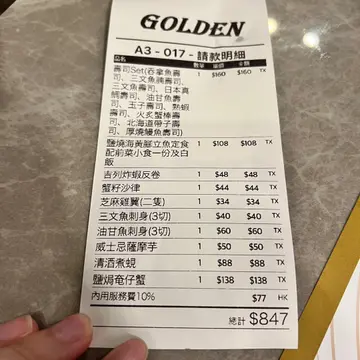 GOLDEN
A3 - 017 - 請款明細
品名 數量 單價 金額
壽司Set(吞拿魚壽 1 $160 $160 TX
司、三文魚腩壽司、
三文魚壽司、日本真
鯛壽司、油甘魚壽
司、玉子壽司、熟蝦
壽司、火炙蟹棒壽
司、北海道帶子壽
司、厚燒鰻魚壽司)
鹽燒海黃腳立魚定食 1 $108 $108 TX
配前菜小食一份及白
飯
吉列炸蝦反卷 1 $48 $48 TX
蟹籽沙律 1 $44 $44 TX
芝麻雞翼(二隻) 1 $34 $34 TX
三文魚刺身(3切) 1 $40 $40 TX
油甘魚刺身(3切) 1 $60 $60 TX
威士忌薩摩芋 1 $50 $50 TX
清酒煮蜆 1 $88 $88 TX
鹽焗奄仔蟹 1 $138 $138 TX
內用服務費10% $77 HK
總計 $847